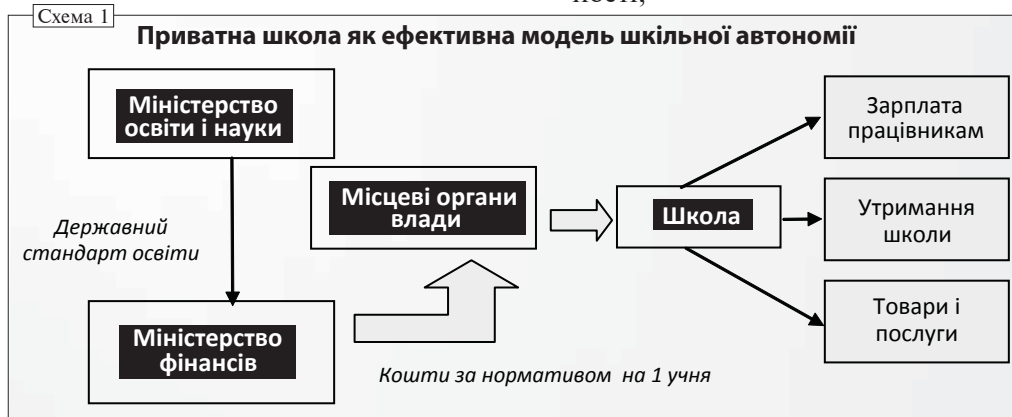 ності;
Схема 1
Приватна школа як ефективна модель шкільної автономії
Міністерство
освіти і науки
Державний
стандарт освіти
Міністерство
фінансів
Місцеві органи
влади
Кошти за нормативом на 1 учня
Школа
Зарплата
працівникам
Утримання
школи
Товари і
послуги